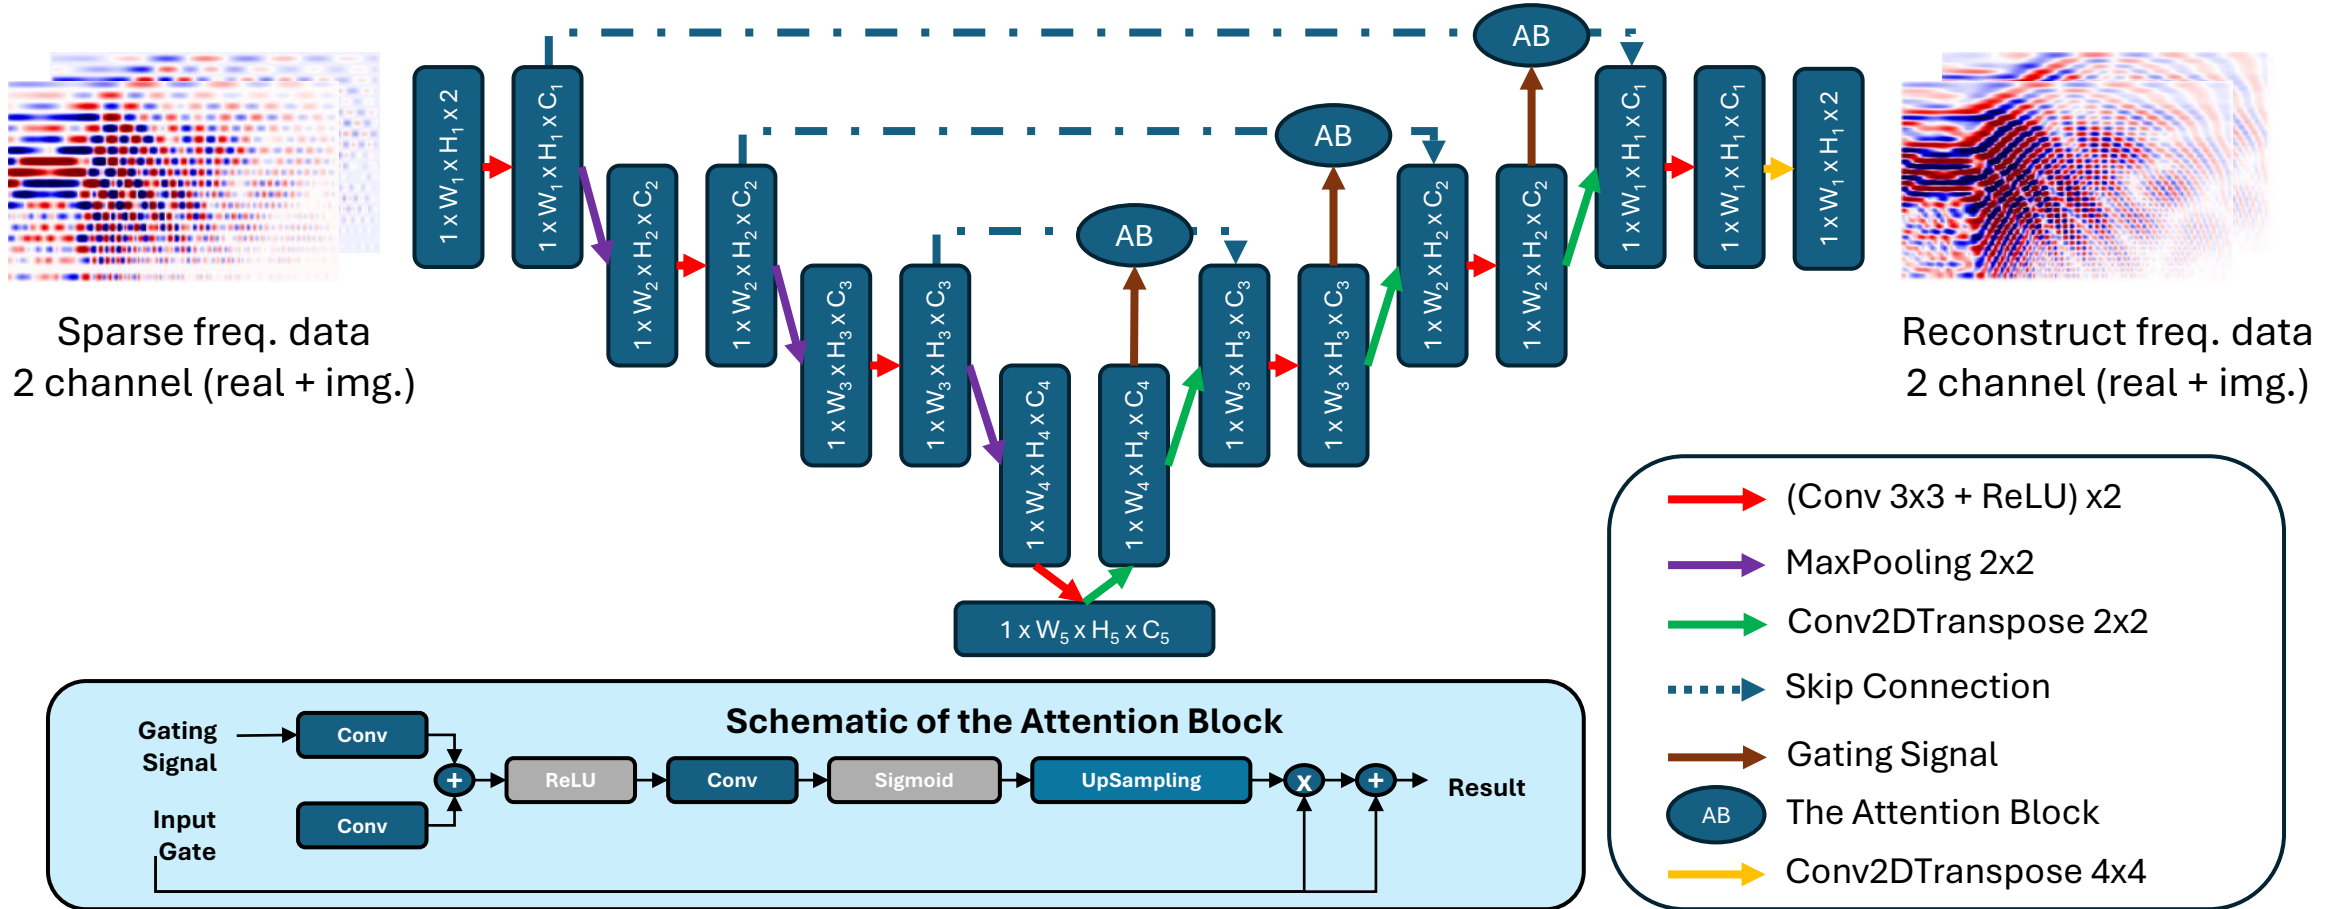 AB
AB
AB
1 x W₁ x H₁ x 2
1 x W₁ x H₁ x C₁
1 x W₂ x H₂ x C₂
1 x W₂ x H₂ x C₂
1 x W₃ x H₃ x C₃
1 x W₃ x H₃ x C₃
1 x W₄ x H₄ x C₄
1 x W₅ x H₅ x C₅
1 x W₄ x H₄ x C₄
1 x W₃ x H₃ x C₃
1 x W₃ x H₃ x C₃
1 x W₂ x H₂ x C₂
1 x W₂ x H₂ x C₂
1 x W₁ x H₁ x C₁
1 x W₁ x H₁ x C₁
1 x W₁ x H₁ x 2
Sparse freq. data
2 channel (real + img.)
Reconstruct freq. data
2 channel (real + img.)
(Conv 3x3 + ReLU) x2
MaxPooling 2x2
Conv2DTranspose 2x2
Skip Connection
Gating Signal
AB The Attention Block
Conv2DTranspose 4x4
Schematic of the Attention Block
Gating
Signal
Conv
+
ReLU
Conv
Sigmoid
UpSampling
x
+
Result
Input
Gate
Conv